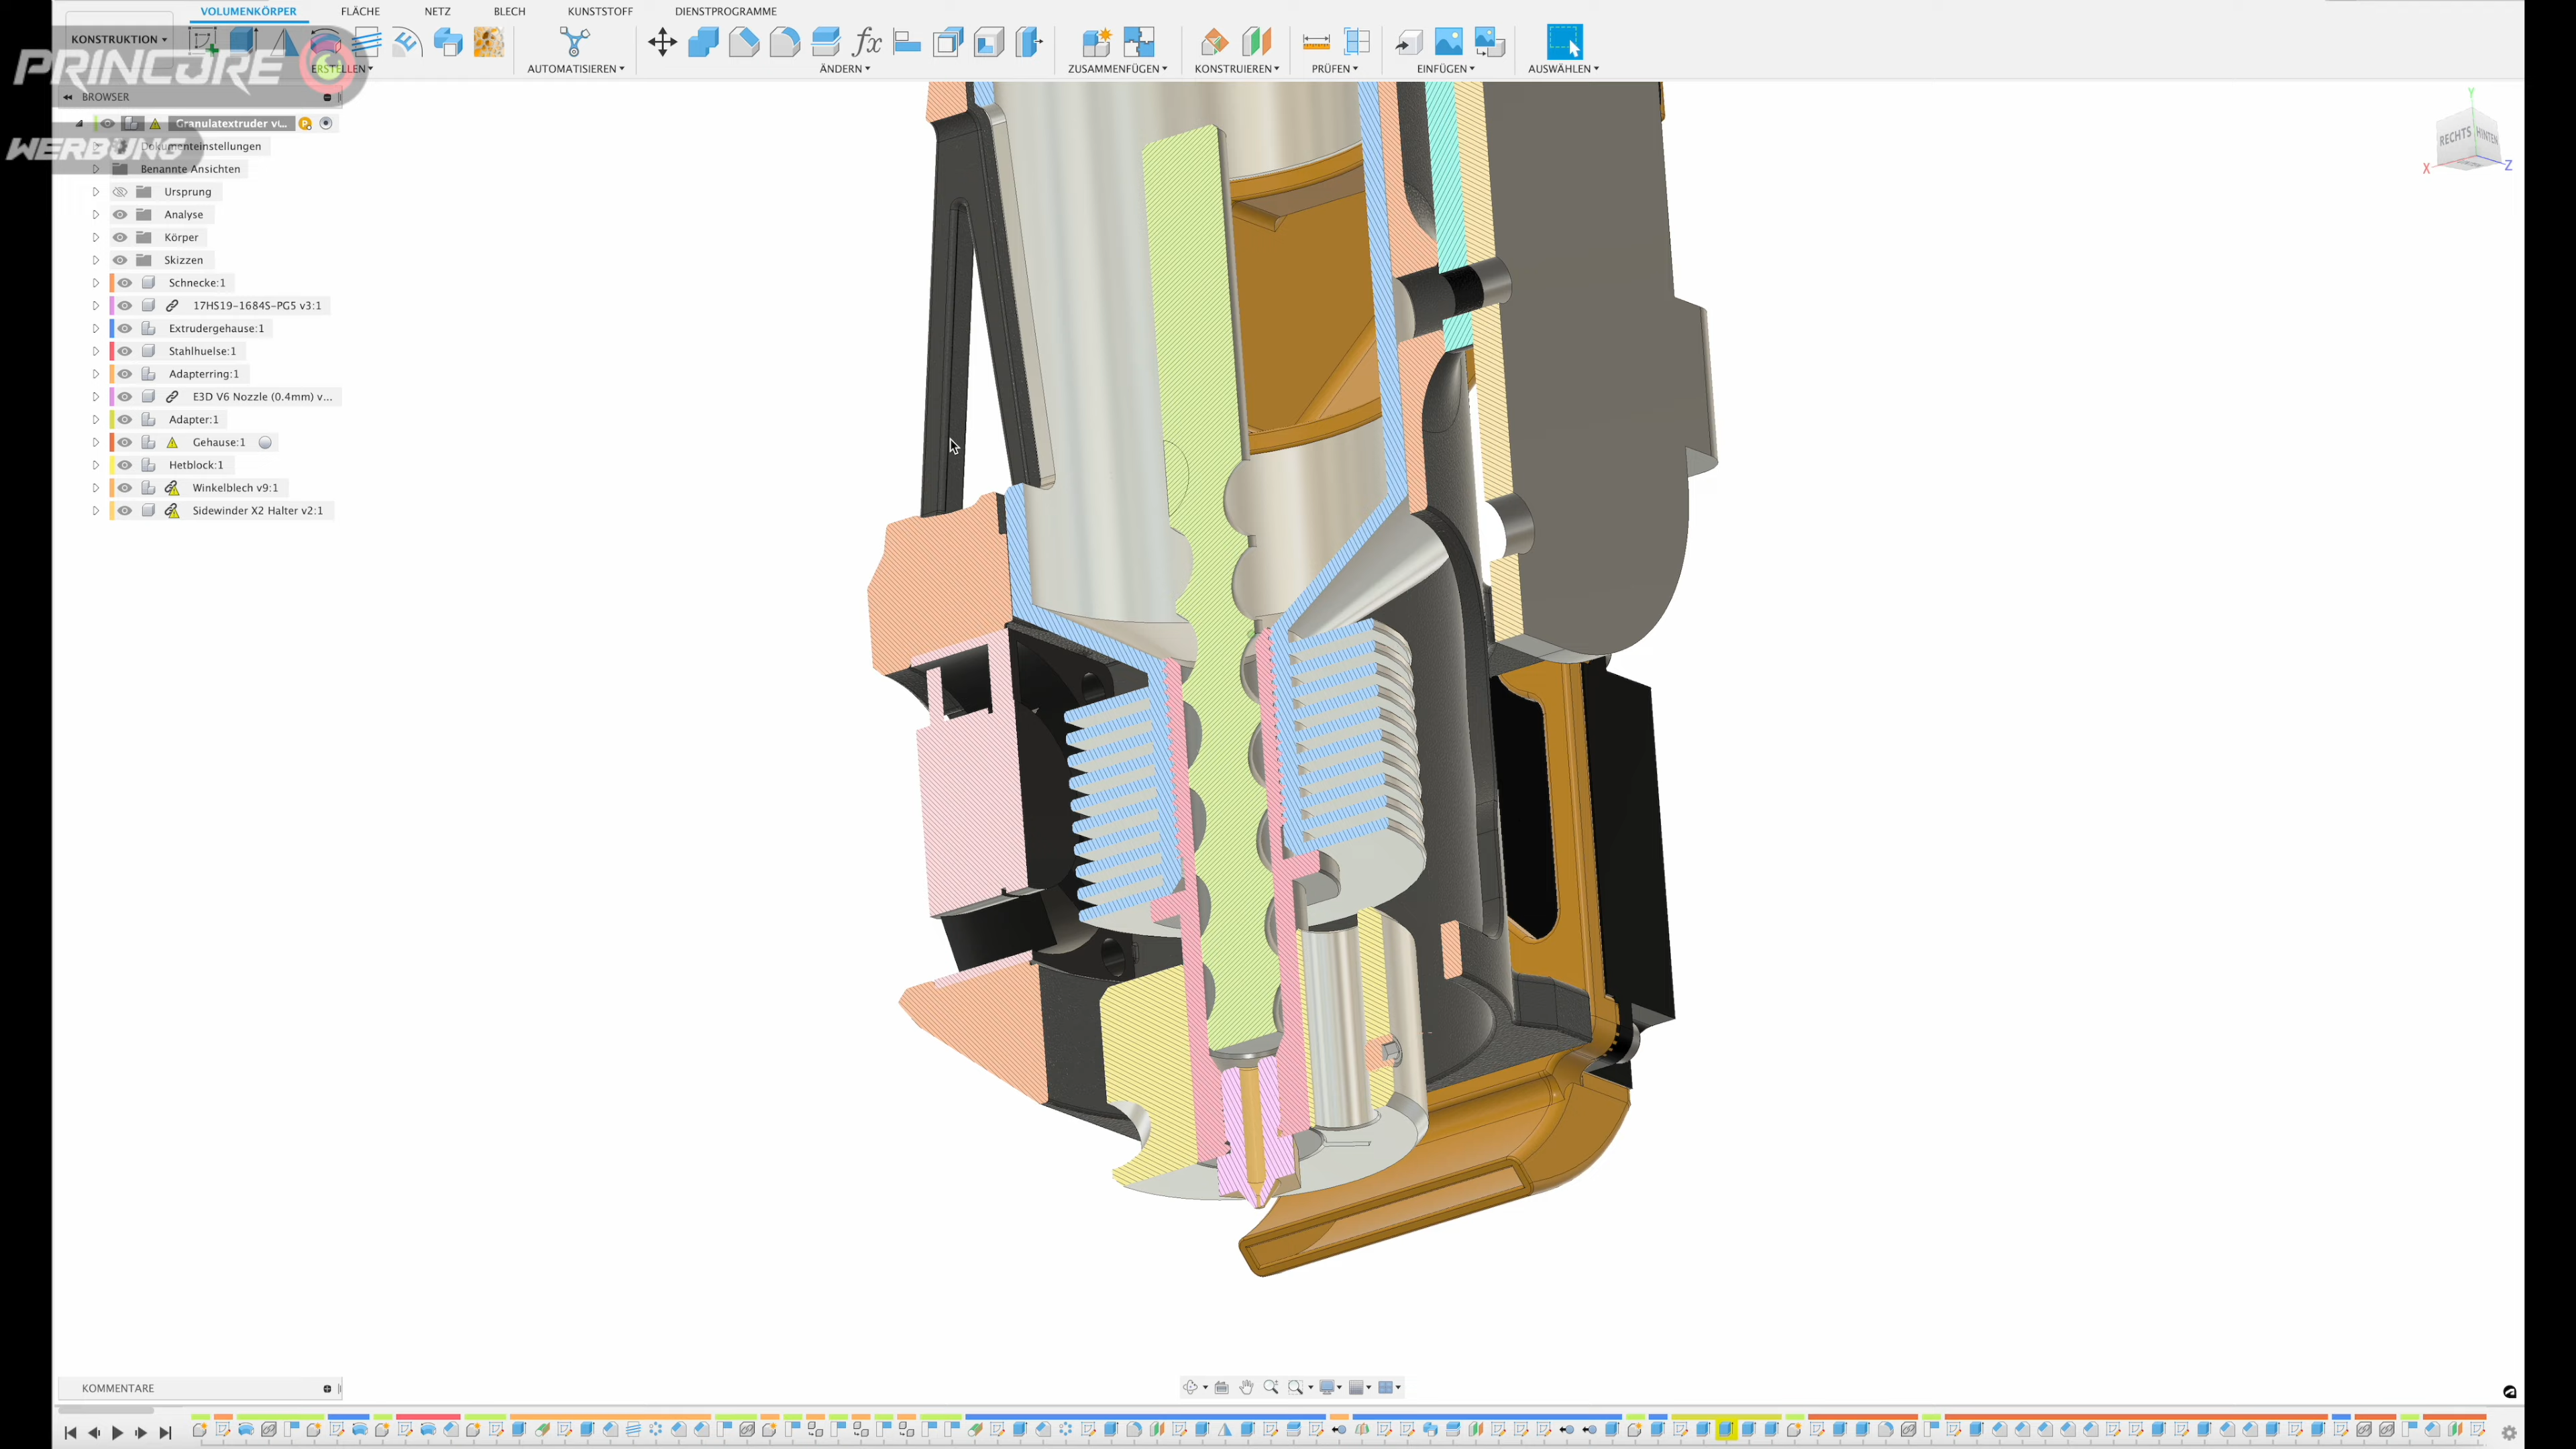 VOLUMENKÖRPER FLÄCHE NETZ BLECH KUNSTSTOFF DIENSTPROGRAMME
KONSTRUKTION
PRINCORE
ERSTELLEN AUTOMATISIEREN ÄNDERN ZUSAMMENFÜGEN KONSTRUIEREN PRÜFEN EINFÜGEN AUSWÄHLEN
BROWSER
Granulatextruder v(...
WERBUNG
Dokumenteinstellungen
Benannte Ansichten
Ursprung
Analyse
Körper
Skizzen
Schnecke:1
17HS19-1684S-PG5 v3:1
Extrudergehause:1
Stahlhuelse:1
Adapterring:1
E3D V6 Nozzle (0.4mm) v...
Adapter:1
Gehause:1
Hetblock:1
Winkelblech v9:1
Sidewinder X2 Halter v2:1
Y
RECHTS HINTEN
X Z
KOMMENTARE